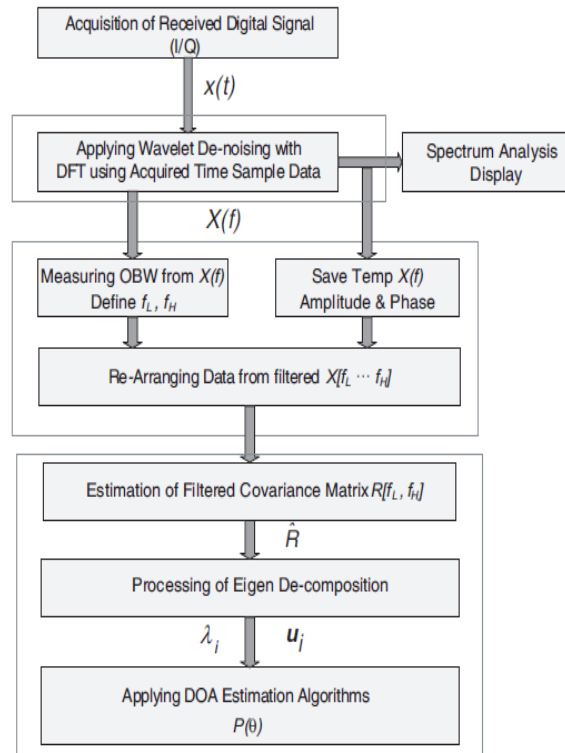 Acquisition of Received Digital Signal
(I/Q)
x(t)
Applying Wavelet De-noising with
DFT using Acquired Time Sample Data
Spectrum Analysis
Display
X(f)
Measuring OBW from X(f)
Define f_L, f_H
Save Temp X(f)
Amplitude & Phase
Re-Arranging Data from filtered X[f_L ⋯ f_H]
Estimation of Filtered Covariance Matrix R[f_L, f_H]
R̂
Processing of Eigen De-composition
λ_i u_i
Applying DOA Estimation Algorithms
P(θ)